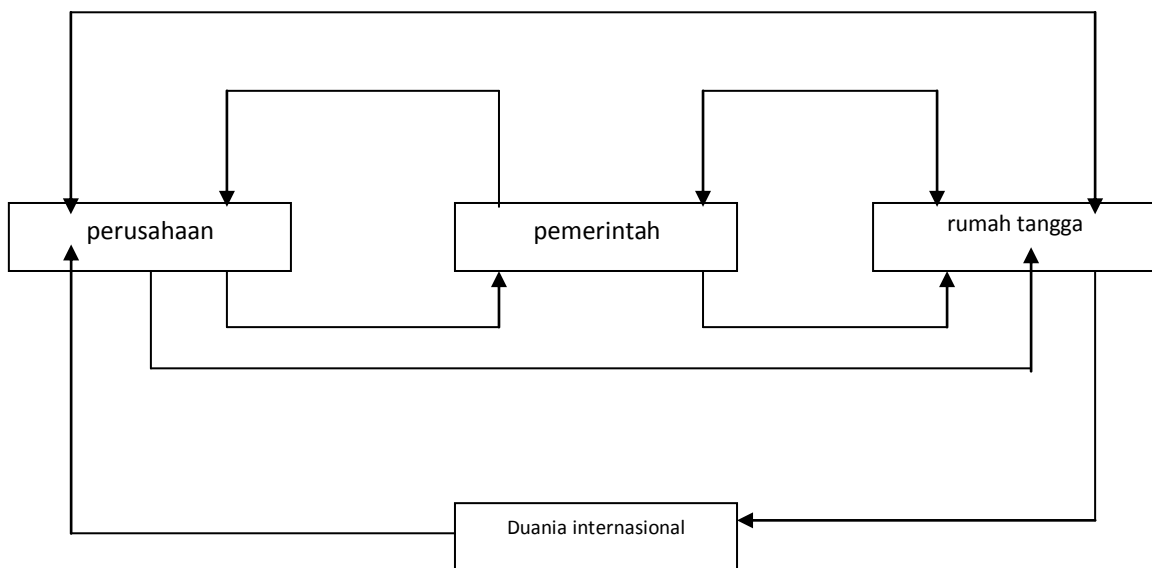 perusahaan
pemerintah
rumah tangga
Duania internasional